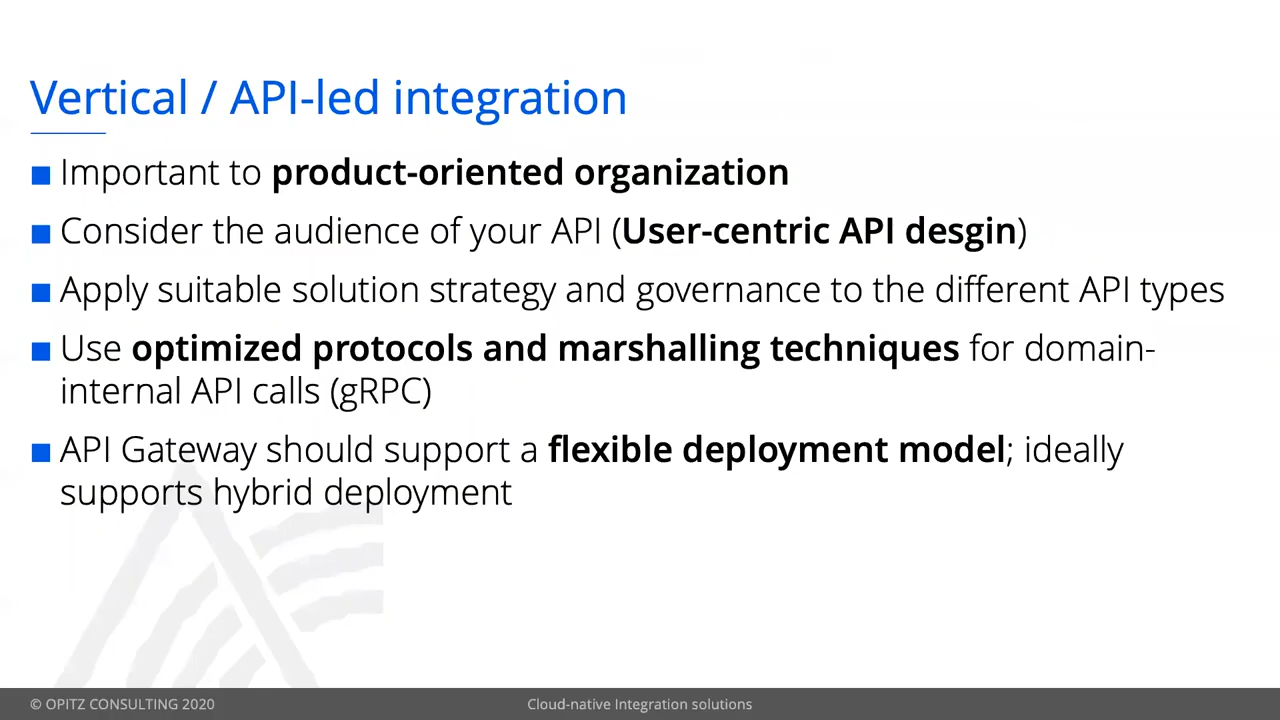 Vertical / API-led integration
■ Important to product-oriented organization
■ Consider the audience of your API (User-centric API desgin)
■ Apply suitable solution strategy and governance to the different API types
■ Use optimized protocols and marshalling techniques for domain-
internal API calls (gRPC)
■ API Gateway should support a flexible deployment model; ideally
supports hybrid deployment
© OPITZ CONSULTING 2020
Cloud-native Integration solutions